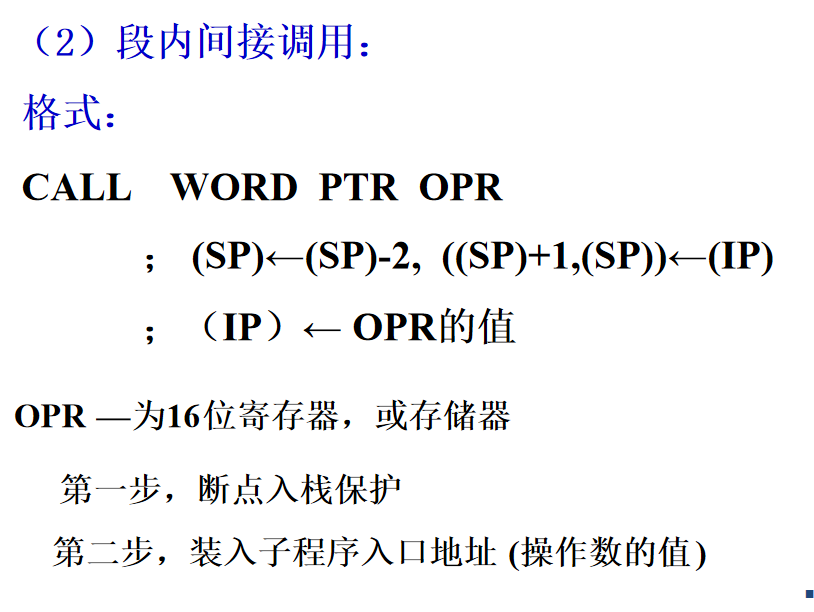 （2）段内间接调用：
格式：
CALL WORD PTR OPR
； (SP)←(SP)-2, ((SP)+1,(SP))←(IP)
； （IP）← OPR的值
OPR —为16位寄存器，或存储器
第一步，断点入栈保护
第二步，装入子程序入口地址 (操作数的值)